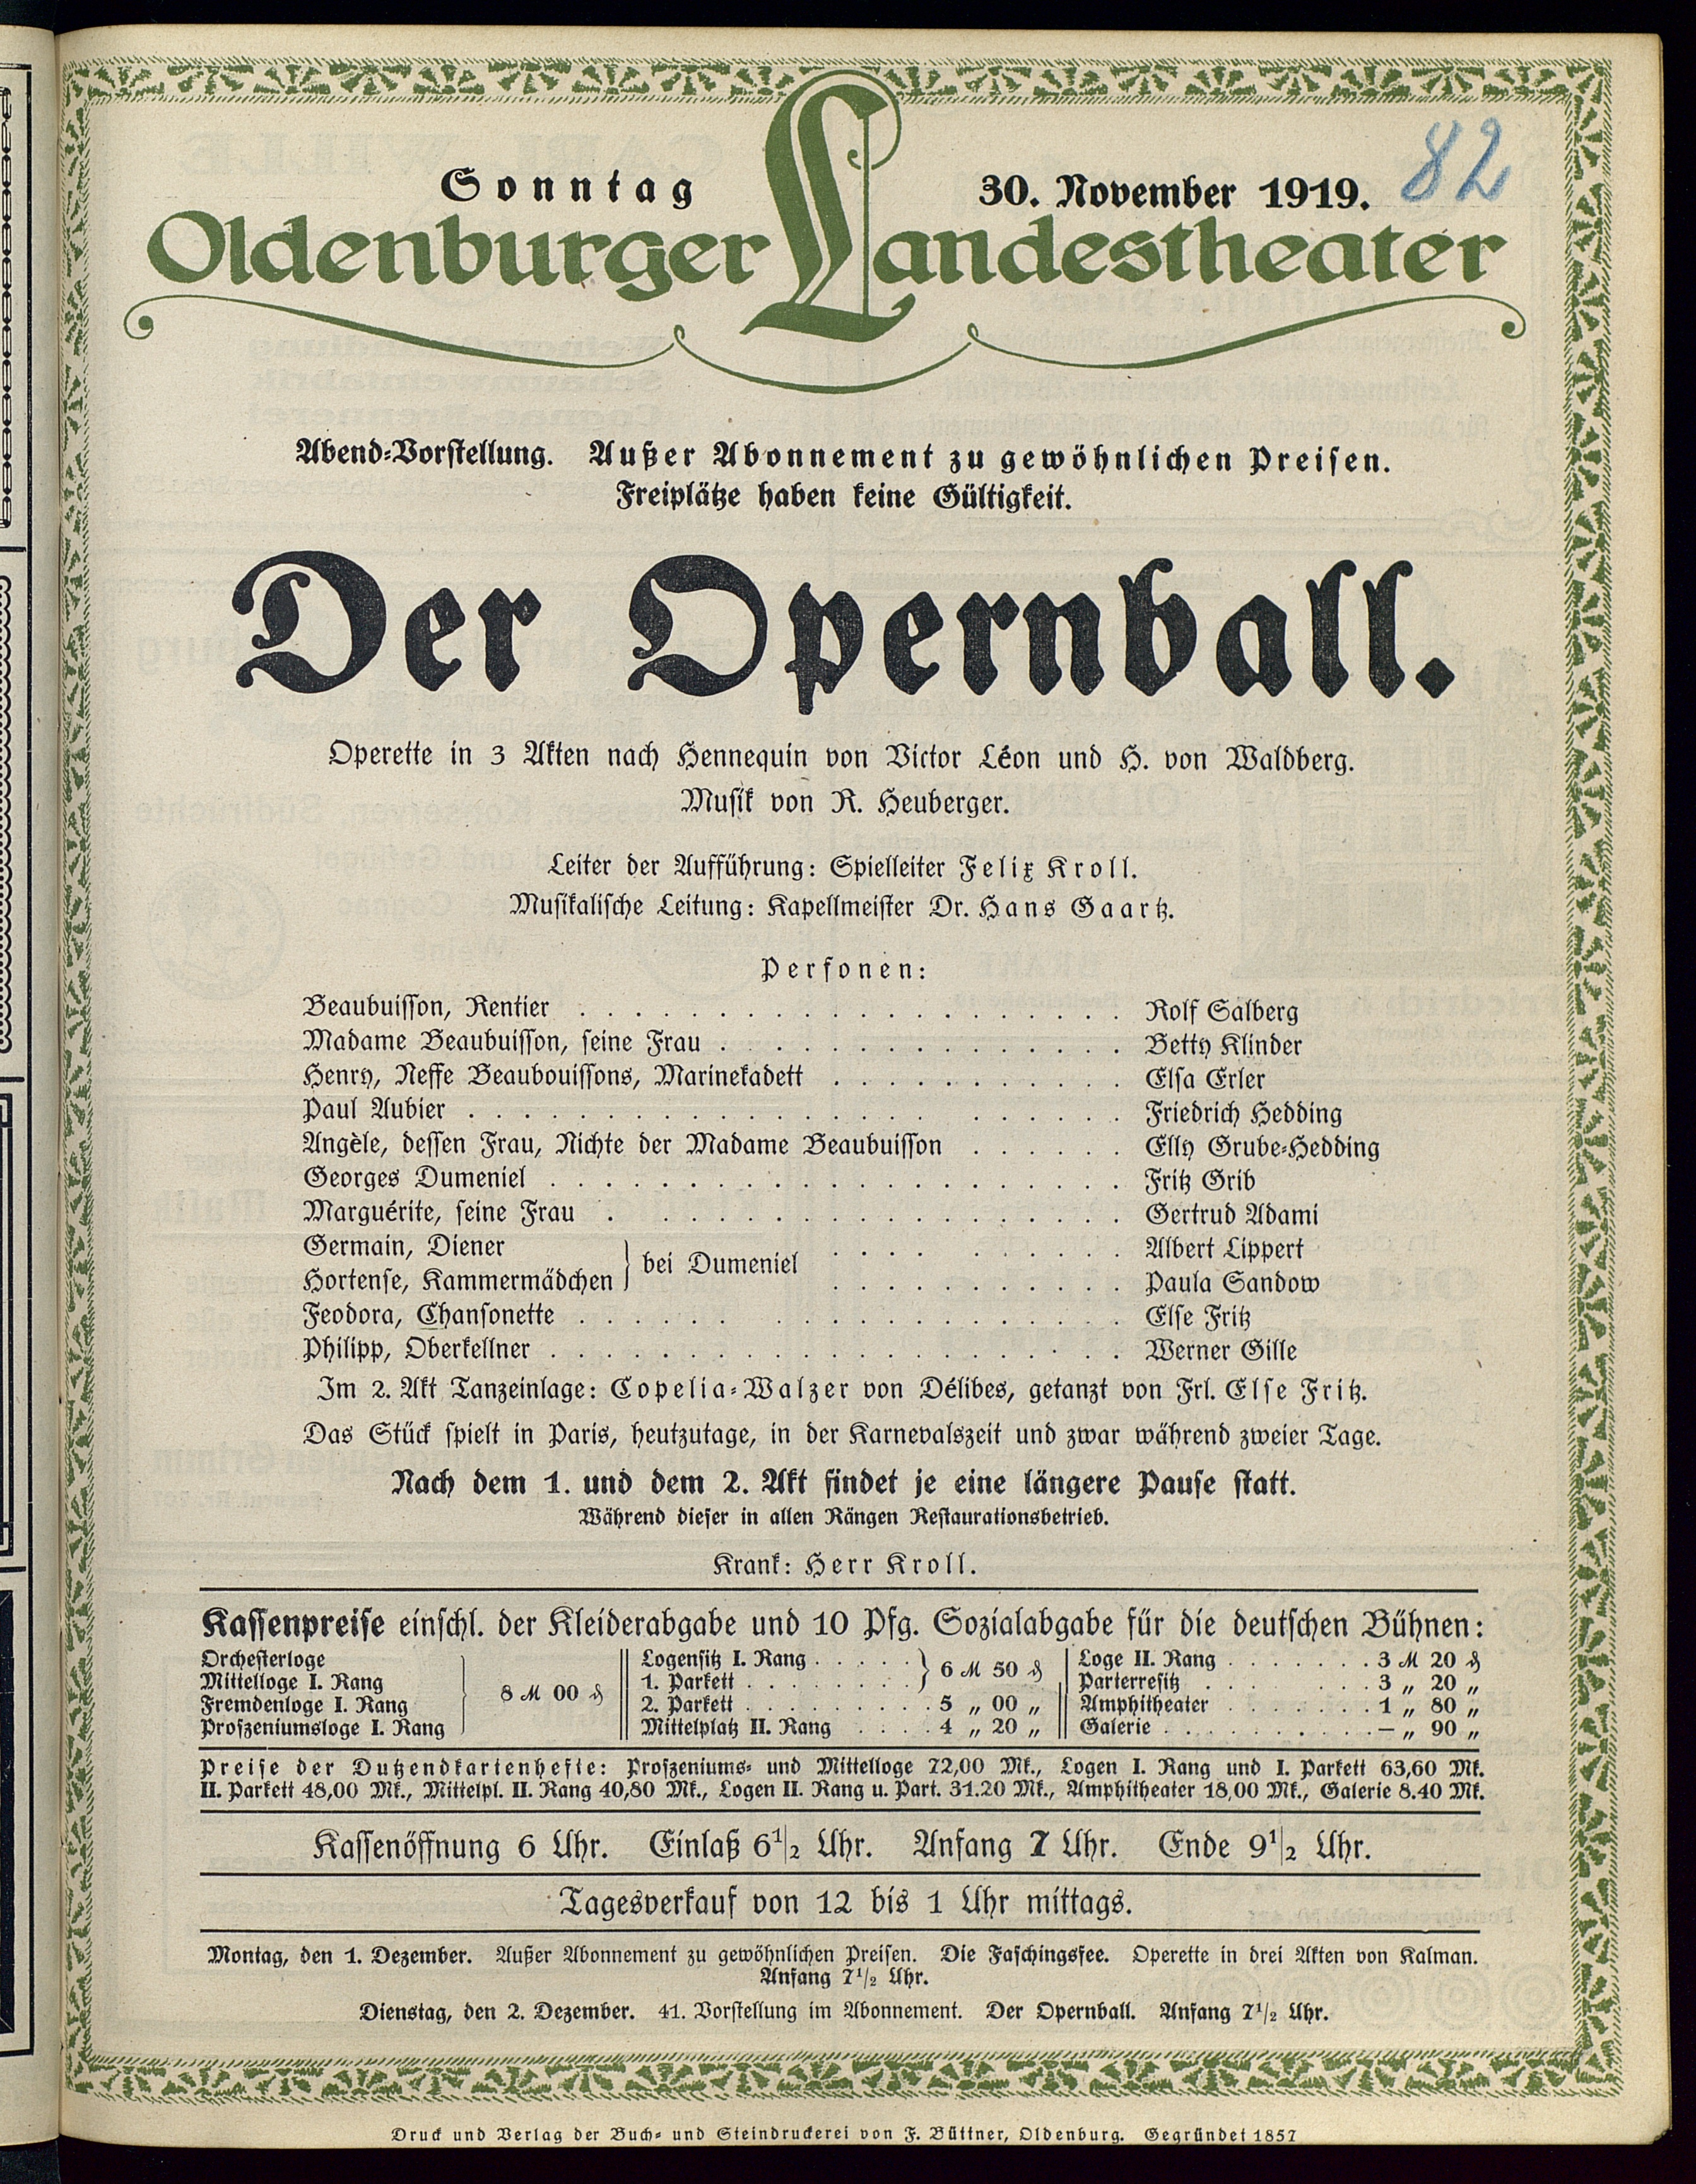 Sonntag 30. November 1919. 82
Oldenburger Landestheater
Abend-Vorstellung. Außer Abonnement zu gewöhnlichen Preisen.
Freiplätze haben keine Gültigkeit.
Der Opernball.
Operette in 3 Akten nach Hennequin von Victor Léon und H. von Waldberg.
Musik von R. Heuberger.
Leiter der Aufführung: Spielleiter Felix Kroll.
Musikalische Leitung: Kapellmeister Dr. Hans Gaartz.
Personen:
Beaubuisson, Rentier . . . . . Rolf Salberg
Madame Beaubuisson, seine Frau . . . . . Betty Klinder
Henry, Neffe Beaubouissons, Marinekadett . . . . . Elsa Erler
Paul Aubier . . . . . Friedrich Hedding
Angèle, dessen Frau, Nichte der Madame Beaubuisson . . . . . Elly Grube-Hedding
Georges Dumeniel . . . . . Fritz Grib
Marguérite, seine Frau . . . . . Gertrud Adami
Germain, Diener } bei Dumeniel . . . . . Albert Lippert
Hortense, Kammermädchen . . . . . Paula Sandow
Feodora, Chansonette . . . . . Else Fritz
Philipp, Oberkellner . . . . . Werner Gille
Im 2. Akt Tanzeinlage: Copelia-Walzer von Délibes, getanzt von Frl. Else Fritz.
Das Stück spielt in Paris, heutzutage, in der Karnevalszeit und zwar während zweier Tage.
Nach dem 1. und dem 2. Akt findet je eine längere Pause statt.
Während dieser in allen Rängen Restaurationsbetrieb.
Krank: Herr Kroll.
Kassenpreise einschl. der Kleiderabgabe und 10 Pfg. Sozialabgabe für die deutschen Bühnen:
Orchesterloge
Mittelloge I. Rang
Fremdenloge I. Rang
Proszeniumsloge I. Rang
8 ℳ 00 ₰
Logensitz I. Rang . . . . .
1. Parkett . . . . . } 6 ℳ 50 ₰
2. Parkett . . . . . 5 „ 00 „
Mittelplatz II. Rang . . . . 4 „ 20 „
Loge II. Rang . . . . . 3 ℳ 20 ₰
Parterresitz . . . . . 3 „ 20 „
Amphitheater . . . . . 1 „ 80 „
Galerie . . . . . — „ 90 „
Preise der Dutzendkartenhefte: Proszeniums- und Mittelloge 72,00 Mk., Logen I. Rang und I. Parkett 63,60 Mk.
II. Parkett 48,00 Mk., Mittelpl. II. Rang 40,80 Mk., Logen II. Rang u. Part. 31.20 Mk., Amphitheater 18,00 Mk., Galerie 8.40 Mk.
Kassenöffnung 6 Uhr. Einlaß 6 1/2 Uhr. Anfang 7 Uhr. Ende 9 1/2 Uhr.
Tagesverkauf von 12 bis 1 Uhr mittags.
Montag, den 1. Dezember. Außer Abonnement zu gewöhnlichen Preisen. Die Faschingsfee. Operette in drei Akten von Kalman.
Anfang 7 1/2 Uhr.
Dienstag, den 2. Dezember. 41. Vorstellung im Abonnement. Der Opernball. Anfang 7 1/2 Uhr.
Druck und Verlag der Buch- und Steindruckerei von F. Büttner, Oldenburg. Gegründet 1857